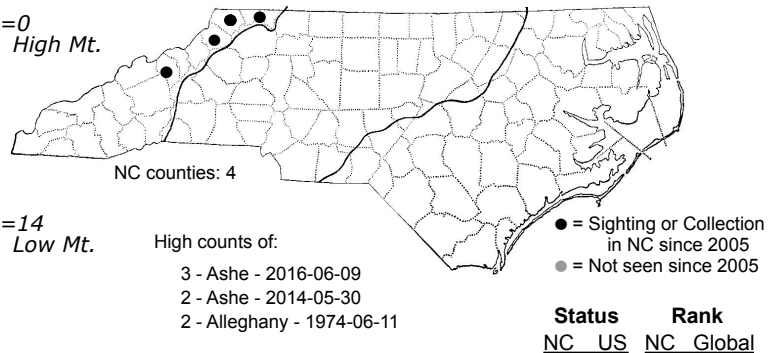 =0
High Mt.
NC counties: 4
=14
Low Mt.
High counts of:
3 - Ashe - 2016-06-09
2 - Ashe - 2014-05-30
2 - Alleghany - 1974-06-11
● = Sighting or Collection
in NC since 2005
● = Not seen since 2005
Status Rank
NC US NC Global